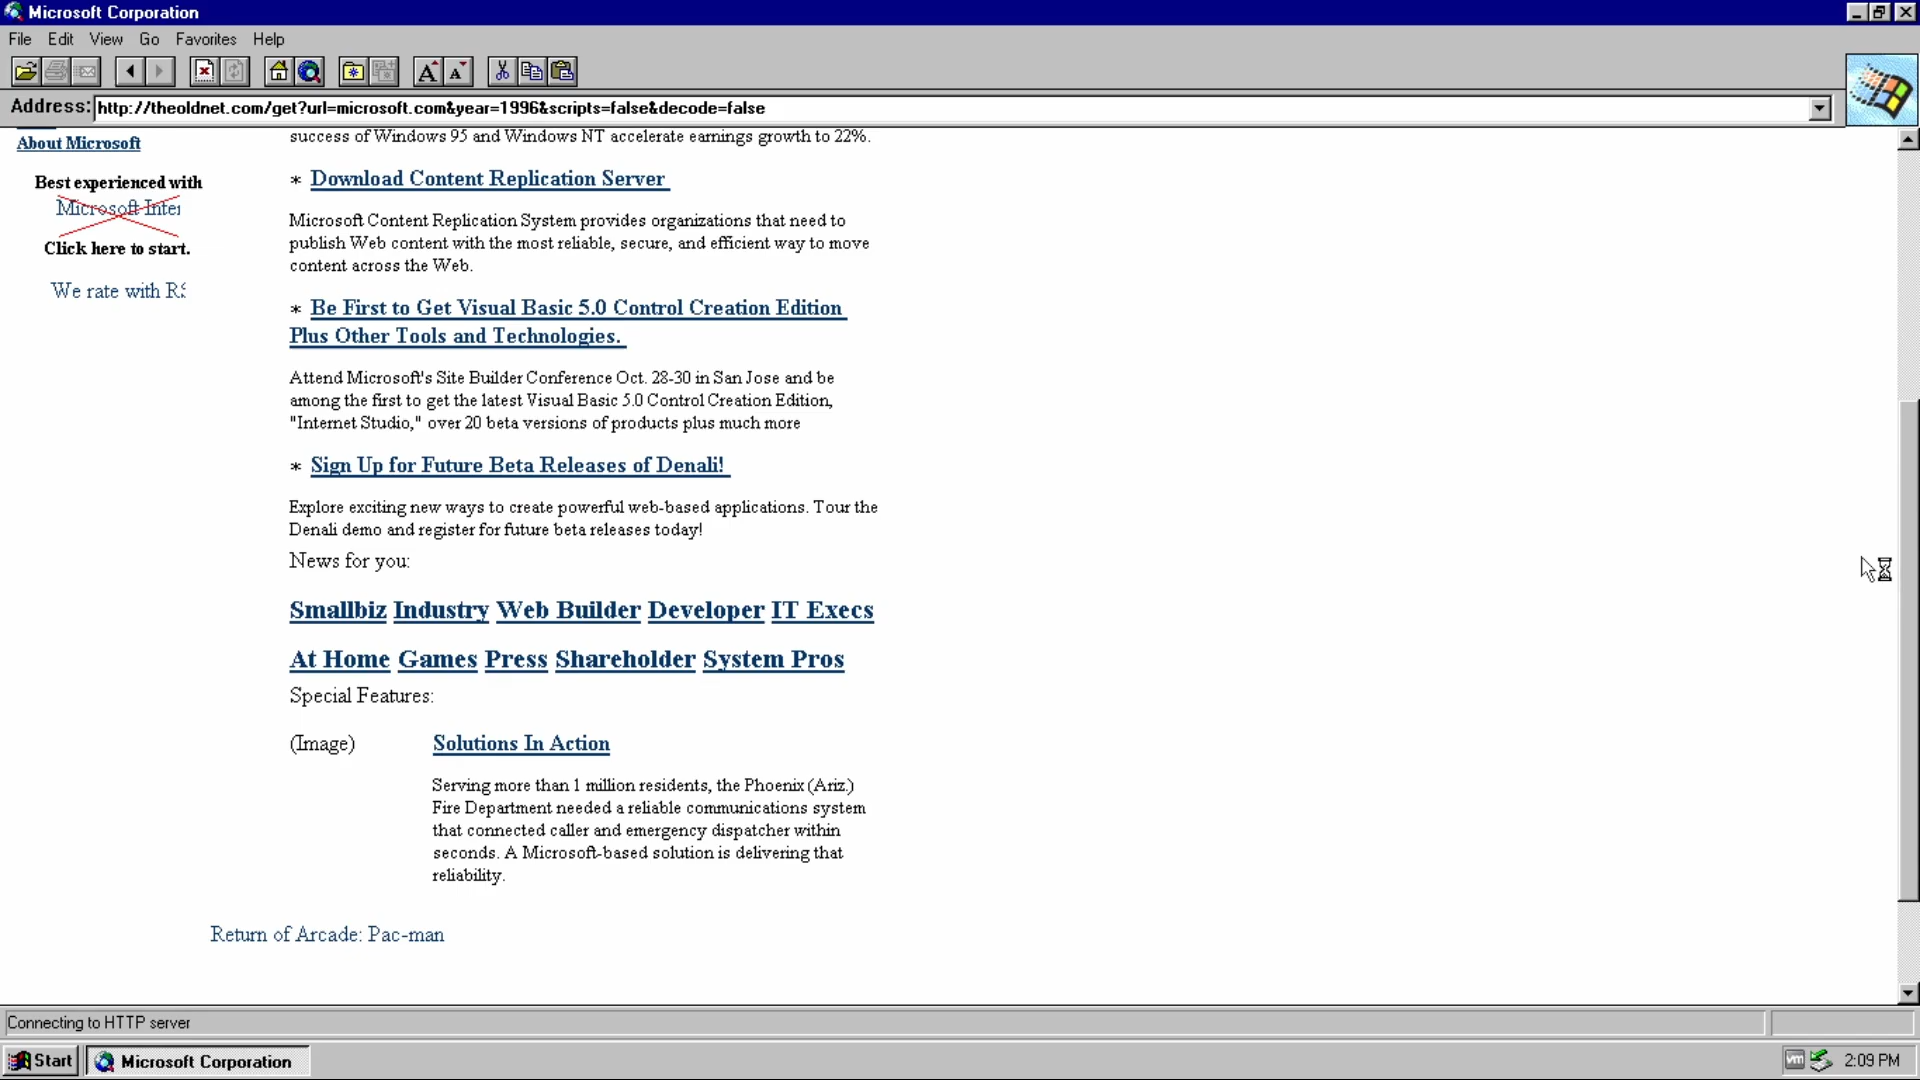 Microsoft Corporation
File Edit View Go Favorites Help
Address: http://theoldnet.com/get?url=microsoft.com&year=1996&scripts=false&decode=false
About Microsoft
Best experienced with
Microsoft Inter
Click here to start.
We rate with RS
success of Windows 95 and Windows NT accelerate earnings growth to 22%.
* Download Content Replication Server
Microsoft Content Replication System provides organizations that need to
publish Web content with the most reliable, secure, and efficient way to move
content across the Web.
* Be First to Get Visual Basic 5.0 Control Creation Edition
Plus Other Tools and Technologies.
Attend Microsoft's Site Builder Conference Oct. 28-30 in San Jose and be
among the first to get the latest Visual Basic 5.0 Control Creation Edition,
"Internet Studio," over 20 beta versions of products plus much more
* Sign Up for Future Beta Releases of Denali!
Explore exciting new ways to create powerful web-based applications. Tour the
Denali demo and register for future beta releases today!
News for you:
Smallbiz Industry Web Builder Developer IT Execs
At Home Games Press Shareholder System Pros
Special Features:
(Image) Solutions In Action
Serving more than 1 million residents, the Phoenix (Ariz.)
Fire Department needed a reliable communications system
that connected caller and emergency dispatcher within
seconds. A Microsoft-based solution is delivering that
reliability.
Return of Arcade: Pac-man
Connecting to HTTP server
Start Microsoft Corporation vm 2:09 PM